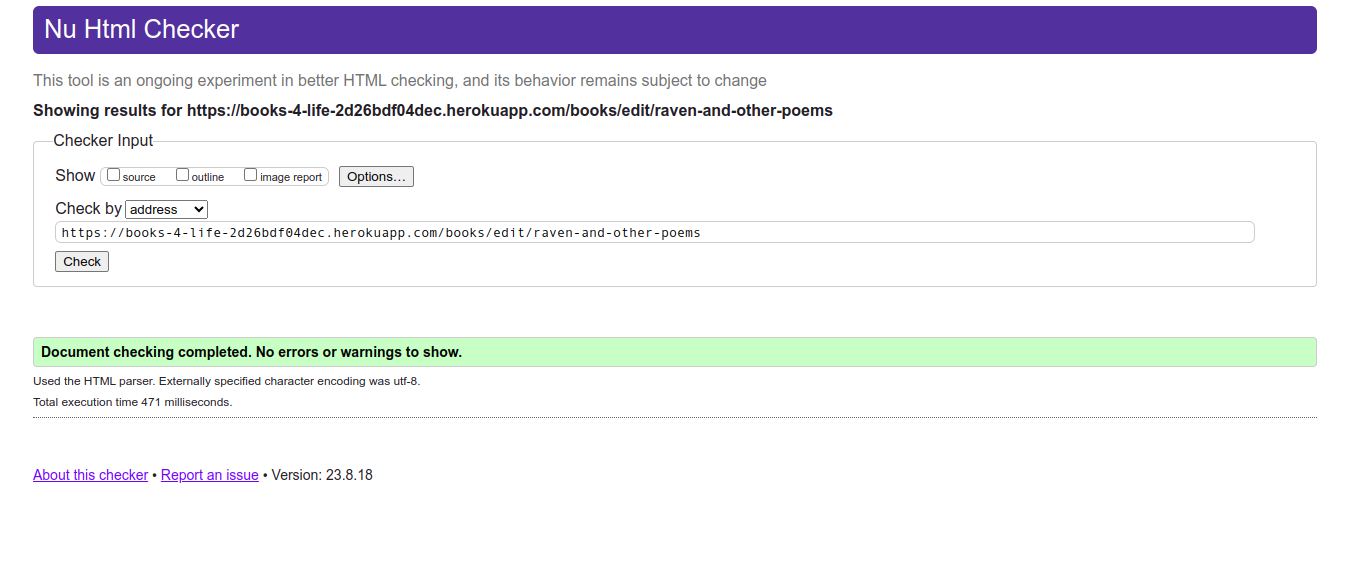 Nu Html Checker
This tool is an ongoing experiment in better HTML checking, and its behavior remains subject to change
Showing results for https://books-4-life-2d26bdf04dec.herokuapp.com/books/edit/raven-and-other-poems
Checker Input
Show source outline image report Options...
Check by address
https://books-4-life-2d26bdf04dec.herokuapp.com/books/edit/raven-and-other-poems
Check
Document checking completed. No errors or warnings to show.
Used the HTML parser. Externally specified character encoding was utf-8.
Total execution time 471 milliseconds.
About this checker • Report an issue • Version: 23.8.18